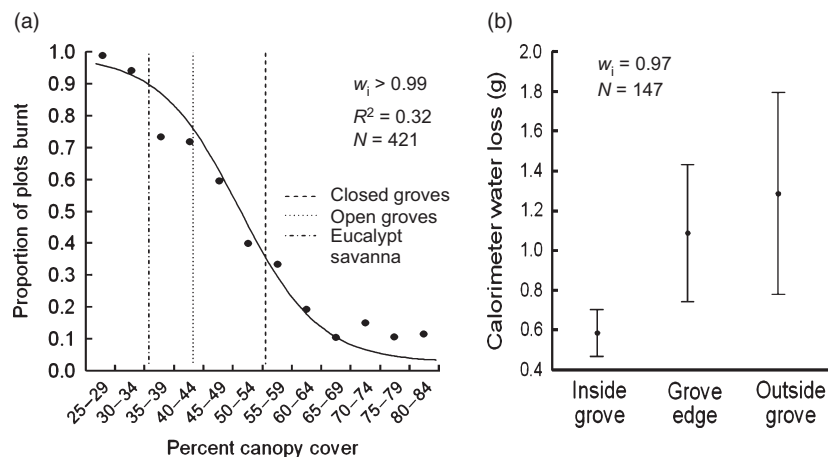 (a)
Proportion of plots burnt
1.0
0.9
0.8
0.7
0.6
0.5
0.4
0.3
0.2
0.1
0.0
wi > 0.99
R2 = 0.32
N = 421
Closed groves
Open groves
Eucalypt
savanna
25–29
30–34
35–39
40–44
45–49
50–54
55–59
60–64
65–69
70–74
75–79
80–84
Percent canopy cover
(b)
Calorimeter water loss (g)
2.0
1.8
1.6
1.4
1.2
1.0
0.8
0.6
0.4
wi = 0.97
N = 147
Inside
grove
Grove
edge
Outside
grove